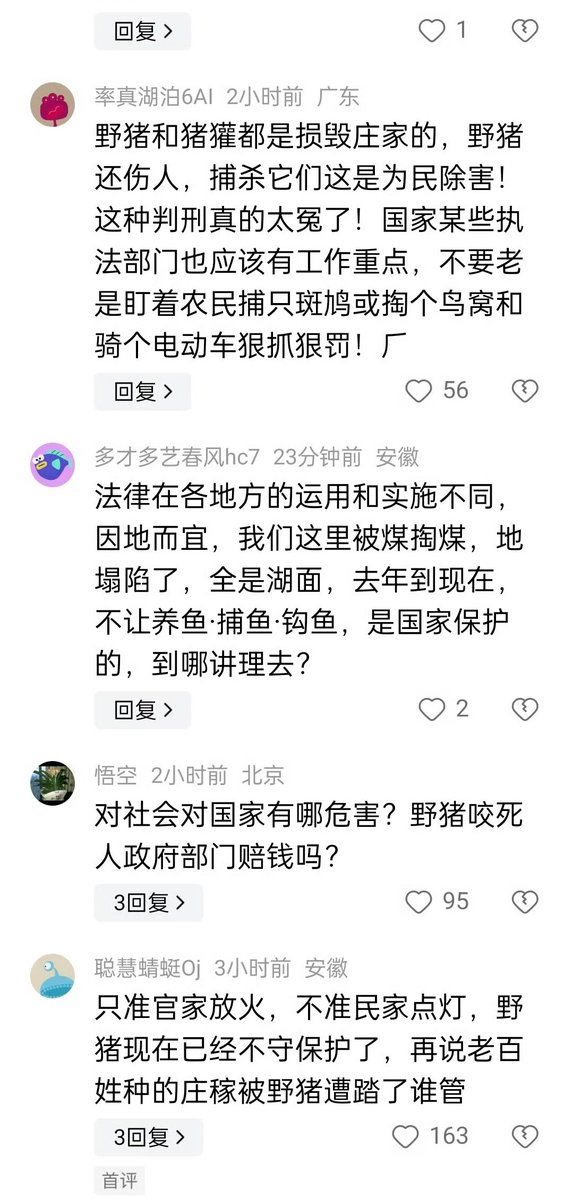 回复 >
1
率真湖泊6AI 2小时前 广东
野猪和猪獾都是损毁庄家的，野猪
还伤人，捕杀它们这是为民除害！
这种判刑真的太冤了！国家某些执
法部门也应该有工作重点，不要老
是盯着农民捕只斑鸠或掏个鸟窝和
骑个电动车狠抓狠罚！厂
回复 >
56
多才多艺春风hc7 23分钟前 安徽
法律在各地方的运用和实施不同，
因地而宜，我们这里被煤掏煤，地
塌陷了，全是湖面，去年到现在，
不让养鱼·捕鱼·钩鱼，是国家保护
的，到哪讲理去？
回复 >
2
悟空 2小时前 北京
对社会对国家有哪危害？野猪咬死
人政府部门赔钱吗？
3回复 >
95
聪慧蜻蜓Oj 3小时前 安徽
只准官家放火，不准民家点灯，野
猪现在已经不守保护了，再说老百
姓种的庄稼被野猪遭踏了谁管
3回复 >
163
首评